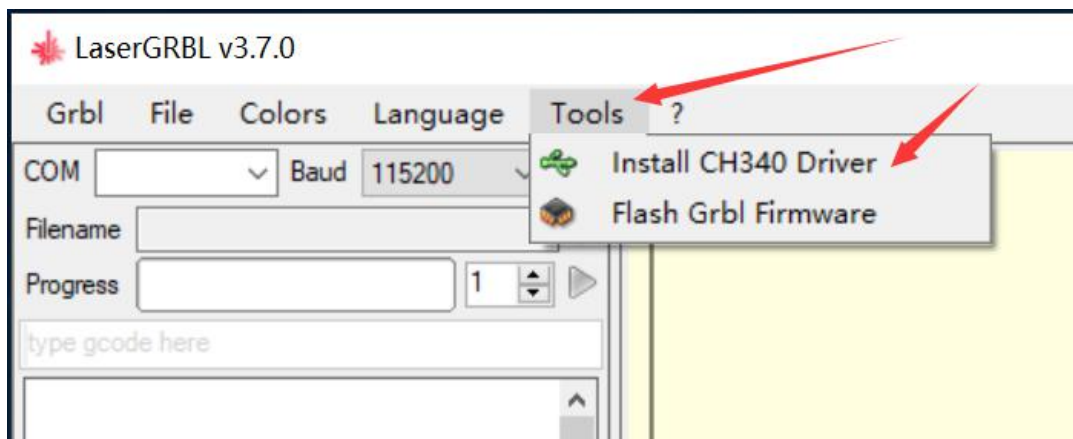 LaserGRBL v3.7.0
Grbl File Colors Language Tools ?
COM Baud 115200
Install CH340 Driver
Flash Grbl Firmware
Filename
Progress 1
type gcode here